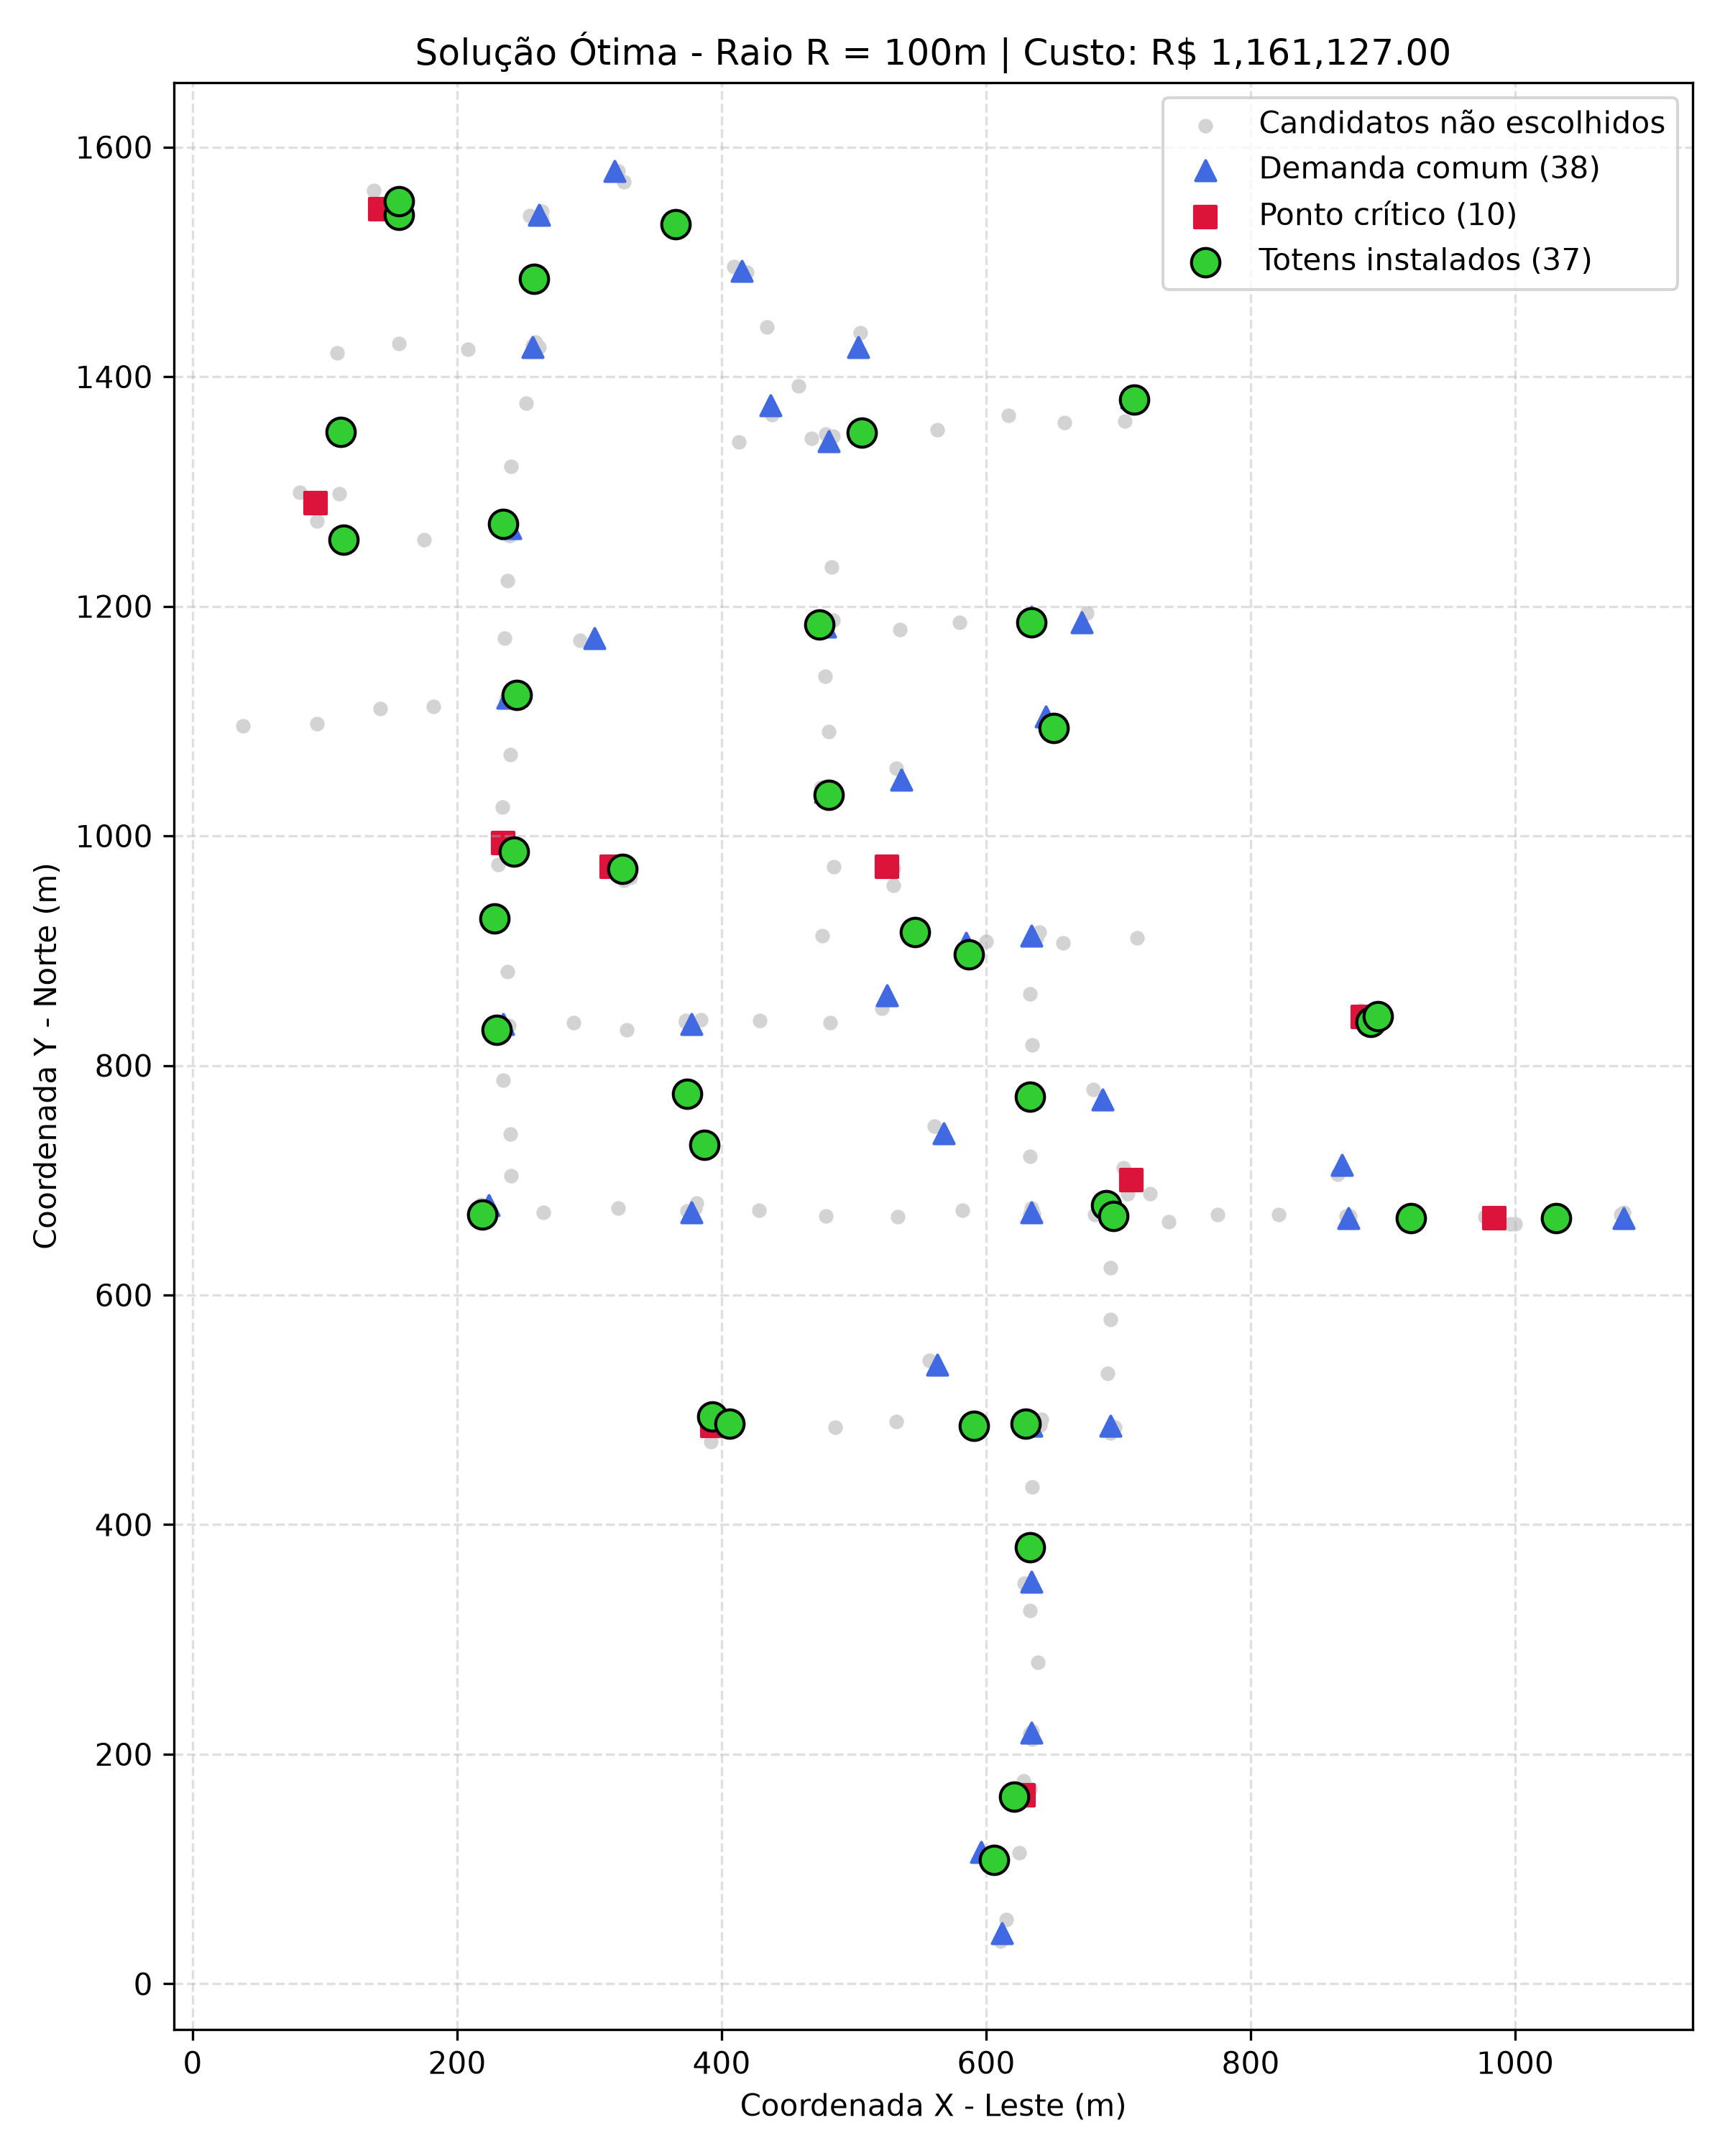 Solução Ótima - Raio R = 100m | Custo: R$ 1,161,127.00
Candidatos não escolhidos
Demanda comum (38)
Ponto crítico (10)
Totens instalados (37)
1600
1400
1200
1000
800
600
400
200
0
Coordenada Y - Norte (m)
0 200 400 600 800 1000
Coordenada X - Leste (m)